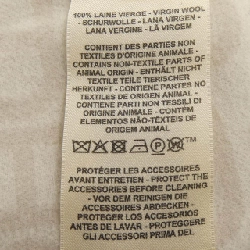 100% LAINE VIERGE - VIRGIN WOOL
- SCHURWOLLE - LANA VIRGEN -
LANA VERGINE - LÃ VIRGEM
CONTIENT DES PARTIES NON
TEXTILES D'ORIGINE ANIMAL -
CONTAINS NON-TEXTILE PARTS OF
ANIMAL ORIGIN - ENTHÄLT NICHT
TEXTILE TEILE TIERISCHER
HERKUNFT - CONTIENE PARTES NO
TEXTILES DE ORIGEN ANIMAL -
CONTIENE PARTI NON TESSILI DI
ORIGINE ANIMALE - CONTÉM
ELEMENTOS NÃO-TÊXTEIS DE
ORIGEM ANIMAL
P W
PROTÉGER LES ACCESSOIRES
AVANT ENTRETIEN - PROTECT THE
ACCESSORIES BEFORE CLEANING
- VOR DEM REINIGEN DIE
ACCESSOIRES ABDECKEN -
PROTEGER LOS ACCESORIOS
ANTES DE LAVAR - PROTEGGERE
GLI ACCESSORI PRIMA DEL